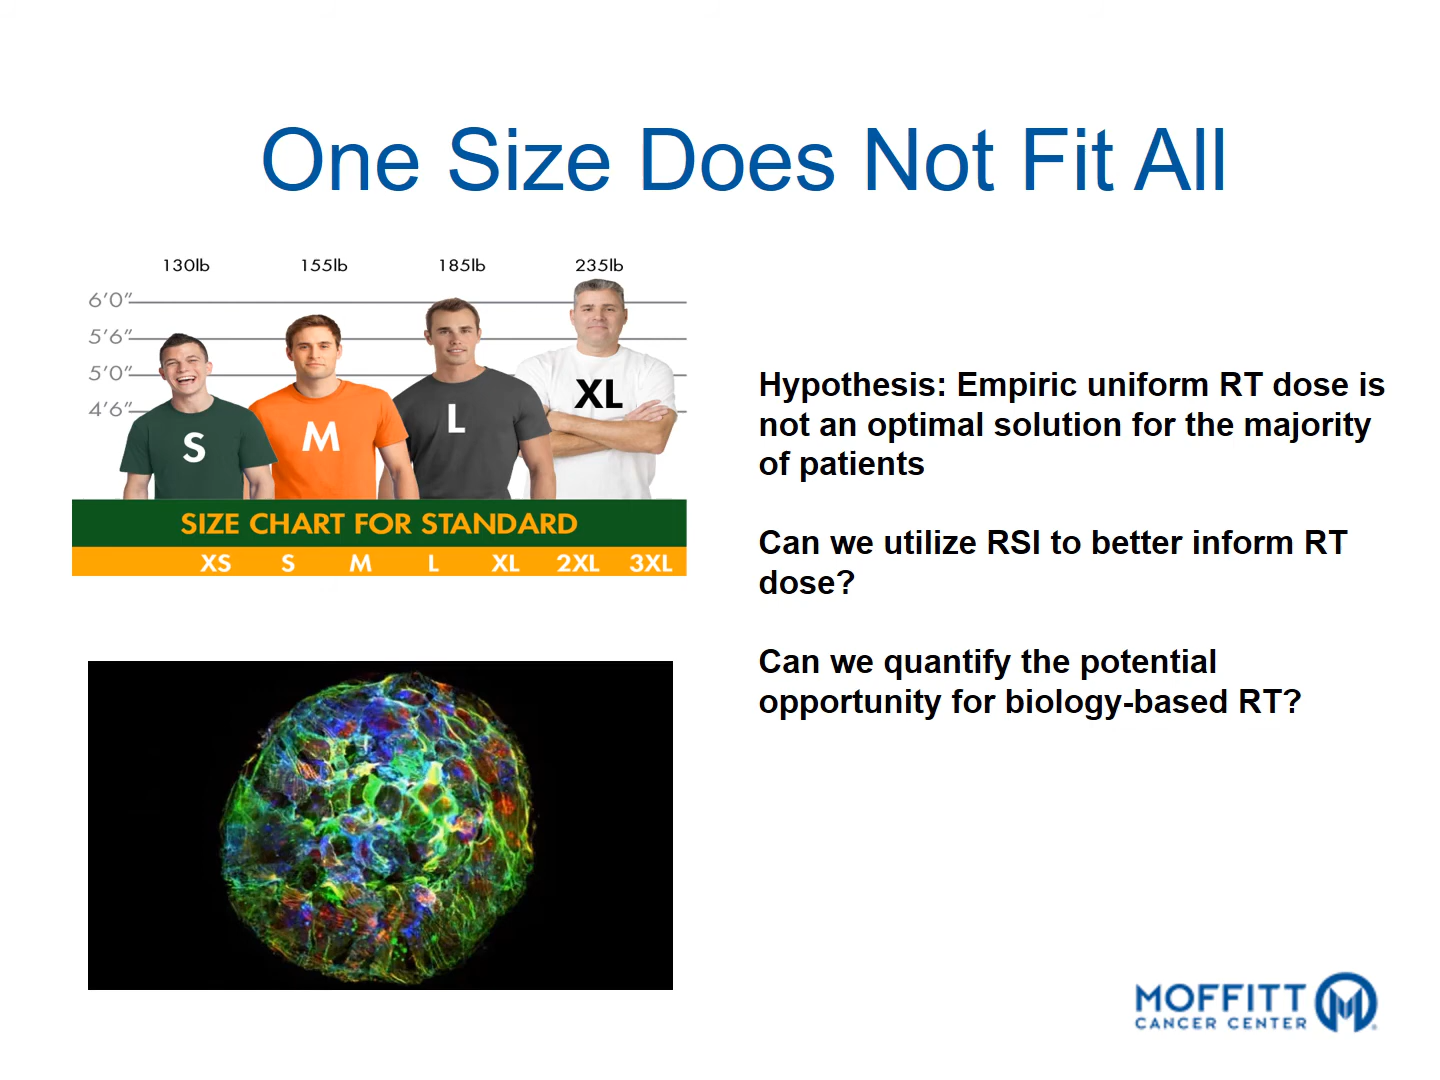 One Size Does Not Fit All
130lb 155lb 185lb 235lb
6’0”
5’6”
5’0”
4’6”
S M L XL
SIZE CHART FOR STANDARD
XS S M L XL 2XL 3XL
Hypothesis: Empiric uniform RT dose is
not an optimal solution for the majority
of patients
Can we utilize RSI to better inform RT
dose?
Can we quantify the potential
opportunity for biology-based RT?
MOFFITT
CANCER CENTER